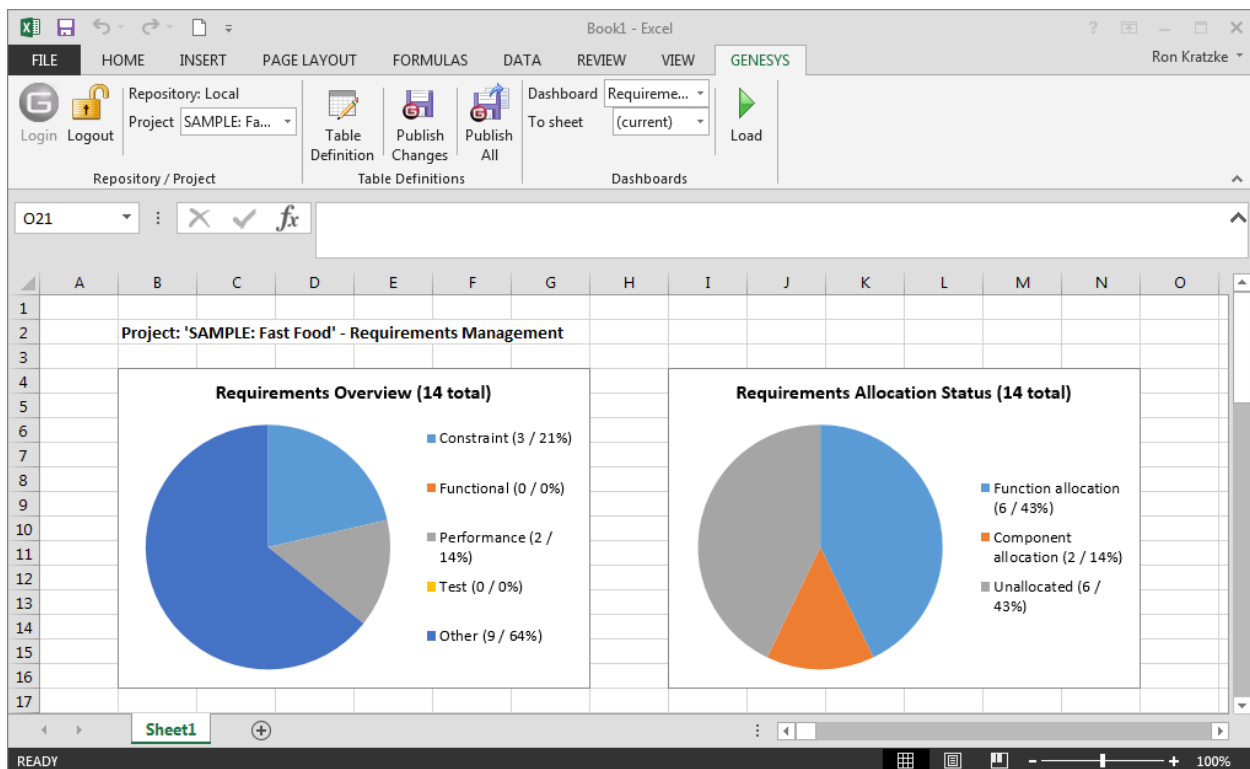 Book1 - Excel
?
FILE HOME INSERT PAGE LAYOUT FORMULAS DATA REVIEW VIEW GENESYS Ron Kratzke
G
Login
Logout
Repository: Local
Project SAMPLE: Fa...
Repository / Project
Table
Definition
Publish
Changes
Publish
All
Table Definitions
Dashboard Requireme...
To sheet (current)
Dashboards
Load
O21
fx
A B C D E F G H I J K L M N O
1
2 Project: 'SAMPLE: Fast Food' - Requirements Management
3
4
5
6
7
8
9
10
11
12
13
14
15
16
17
Requirements Overview (14 total)
Constraint (3 / 21%)
Functional (0 / 0%)
Performance (2 /
14%)
Test (0 / 0%)
Other (9 / 64%)
Requirements Allocation Status (14 total)
Function allocation
(6 / 43%)
Component
allocation (2 / 14%)
Unallocated (6 /
43%)
Sheet1
READY
100%